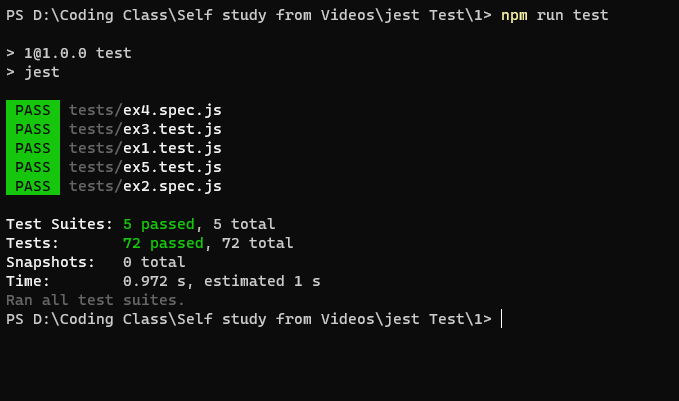 PS D:\Coding Class\Self study from Videos\jest Test\1> npm run test
> 1@1.0.0 test
> jest
PASS tests/ex4.spec.js
PASS tests/ex3.test.js
PASS tests/ex1.test.js
PASS tests/ex5.test.js
PASS tests/ex2.spec.js
Test Suites: 5 passed, 5 total
Tests: 72 passed, 72 total
Snapshots: 0 total
Time: 0.972 s, estimated 1 s
Ran all test suites.
PS D:\Coding Class\Self study from Videos\jest Test\1>